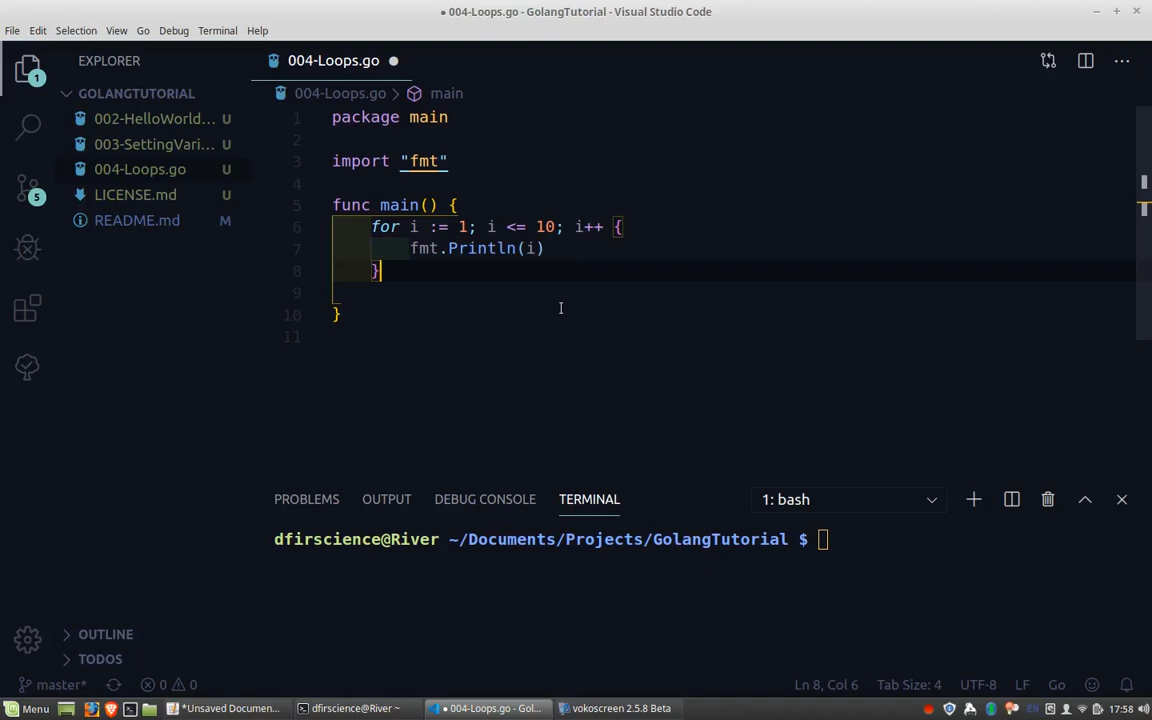 ● 004-Loops.go - GolangTutorial - Visual Studio Code
File Edit Selection View Go Debug Terminal Help
EXPLORER
004-Loops.go ●
1
GOLANGTUTORIAL
004-Loops.go > main
002-HelloWorld... U
003-SettingVari... U
004-Loops.go U
5
LICENSE.md U
README.md M
1 package main
2
3 import "fmt"
4
5 func main() {
6 for i := 1; i <= 10; i++ {
7 fmt.Println(i)
8 }
9
10 }
11
PROBLEMS OUTPUT DEBUG CONSOLE TERMINAL 1: bash
dfirscience@River ~/Documents/Projects/GolangTutorial $
OUTLINE
TODOS
master* 0 0 Ln 8, Col 6 Tab Size: 4 UTF-8 LF Go
Menu *Unsaved Documen... dfirscience@River ~ ● 004-Loops.go - Gol... vokoscreen 2.5.8 Beta 17:58